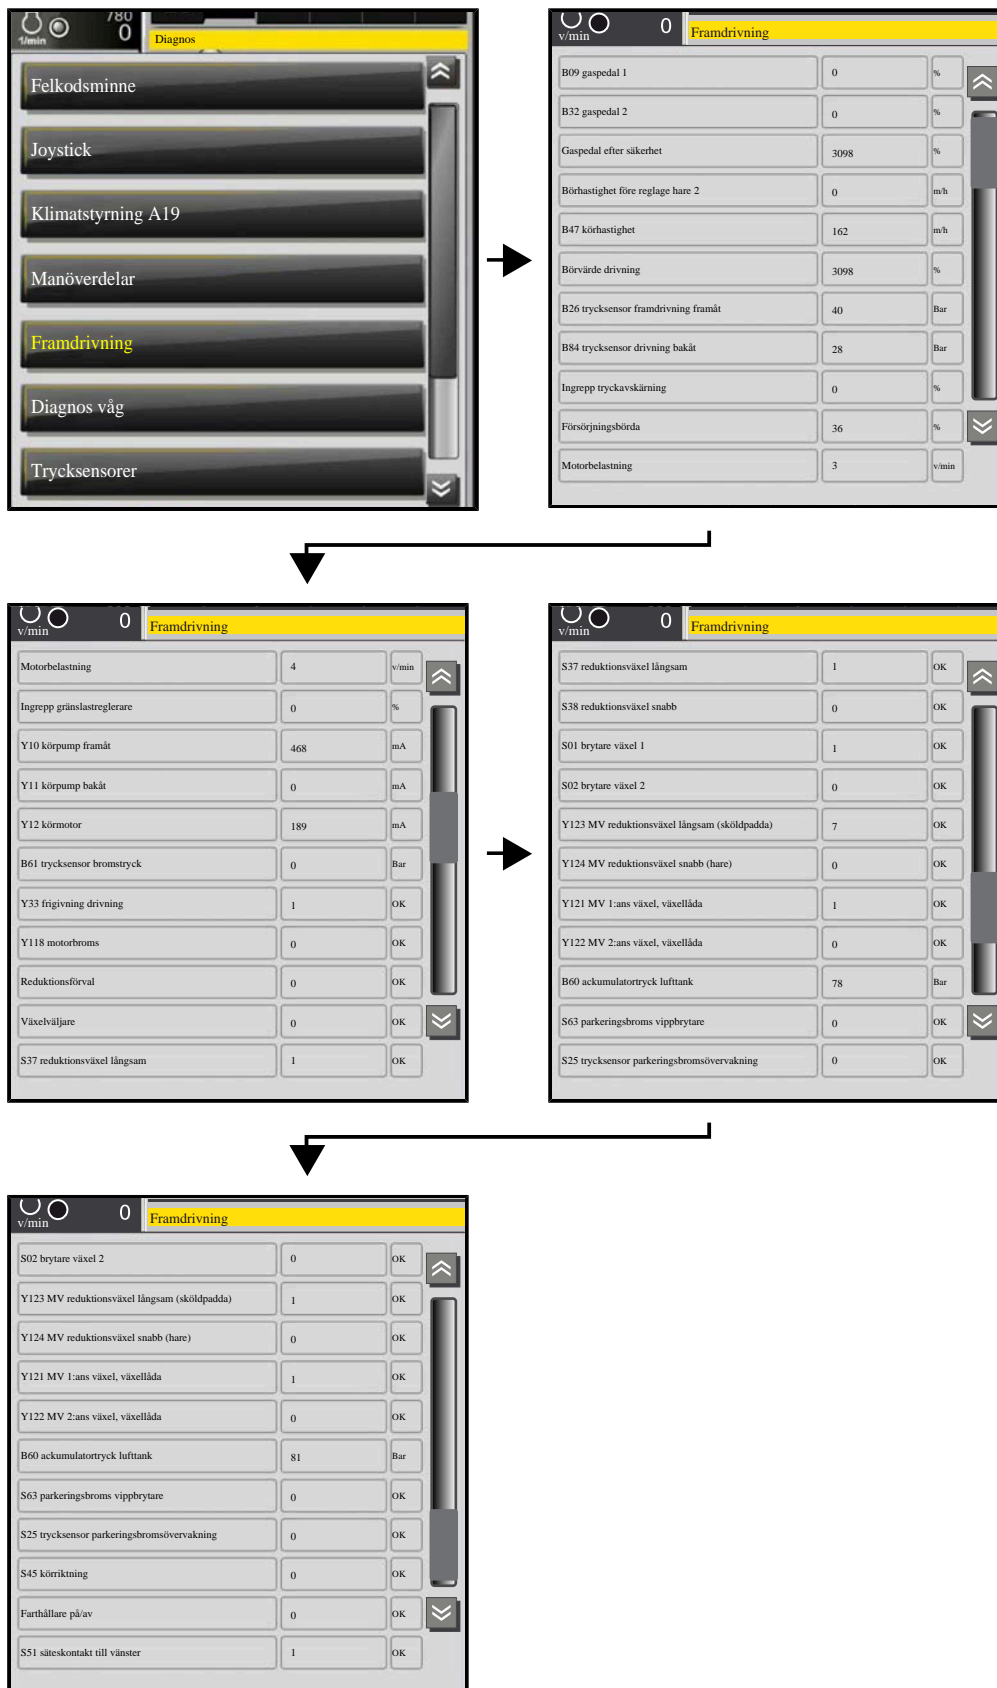 780
1/min 0 Diagnos
Felkodsminne
Joystick
Klimatstyrning A19
Manöverdelar
Framdrivning
Diagnos våg
Trycksensorer
v/min 0 Framdrivning
B09 gaspedal 1 0 %
B32 gaspedal 2 0 %
Gaspedal efter säkerhet 3098 %
Börhastighet före reglage hare 2 0 m/h
B47 körhastighet 162 m/h
Börvärde drivning 3098 %
B26 trycksensor framdrivning framåt 40 Bar
B84 trycksensor drivning bakåt 28 Bar
Ingrepp tryckavskärning 0 %
Försörjningsbörda 36 %
Motorbelastning 3 v/min
v/min 0 Framdrivning
Motorbelastning 4 v/min
Ingrepp gränslastreglerare 0 %
Y10 körpump framåt 468 mA
Y11 körpump bakåt 0 mA
Y12 körmotor 189 mA
B61 trycksensor bromstryck 0 Bar
Y33 frigivning drivning 1 OK
Y118 motorbroms 0 OK
Reduktionsförval 0 OK
Växelväljare 0 OK
S37 reduktionsväxel långsam 1 OK
v/min 0 Framdrivning
S37 reduktionsväxel långsam 1 OK
S38 reduktionsväxel snabb 0 OK
S01 brytare växel 1 1 OK
S02 brytare växel 2 0 OK
Y123 MV reduktionsväxel långsam (sköldpadda) 7 OK
Y124 MV reduktionsväxel snabb (hare) 0 OK
Y121 MV 1:ans växel, växellåda 1 OK
Y122 MV 2:ans växel, växellåda 0 OK
B60 ackumulatortryck lufttank 78 Bar
S63 parkeringsbroms vippbrytare 0 OK
S25 trycksensor parkeringsbromsövervakning 0 OK
v/min 0 Framdrivning
S02 brytare växel 2 0 OK
Y123 MV reduktionsväxel långsam (sköldpadda) 1 OK
Y124 MV reduktionsväxel snabb (hare) 0 OK
Y121 MV 1:ans växel, växellåda 1 OK
Y122 MV 2:ans växel, växellåda 0 OK
B60 ackumulatortryck lufttank 81 Bar
S63 parkeringsbroms vippbrytare 0 OK
S25 trycksensor parkeringsbromsövervakning 0 OK
S45 körriktning 0 OK
Farthållare på/av 0 OK
S51 säteskontakt till vänster 1 OK